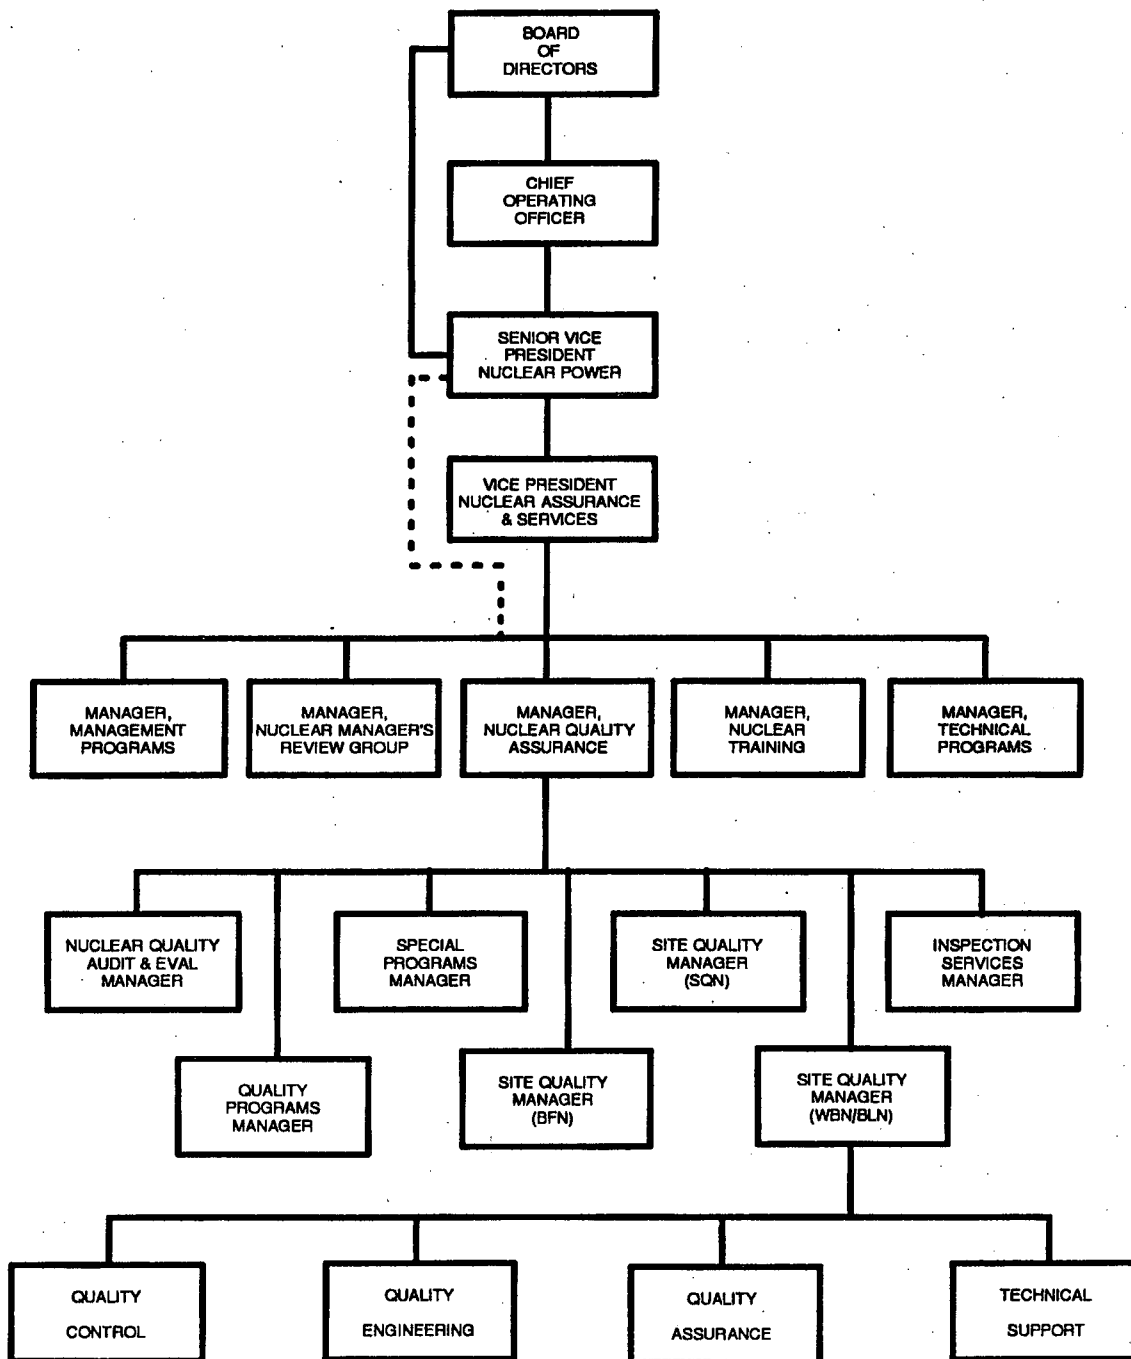 BOARD
OF
DIRECTORS
CHIEF
OPERATING
OFFICER
SENIOR VICE
PRESIDENT
NUCLEAR POWER
VICE PRESIDENT
NUCLEAR ASSURANCE
& SERVICES
MANAGER,
MANAGEMENT
PROGRAMS
MANAGER,
NUCLEAR MANAGER'S
REVIEW GROUP
MANAGER,
NUCLEAR QUALITY
ASSURANCE
MANAGER,
NUCLEAR
TRAINING
MANAGER,
TECHNICAL
PROGRAMS
NUCLEAR QUALITY
AUDIT & EVAL
MANAGER
SPECIAL
PROGRAMS
MANAGER
SITE QUALITY
MANAGER
(SQN)
INSPECTION
SERVICES
MANAGER
QUALITY
PROGRAMS
MANAGER
SITE QUALITY
MANAGER
(BFN)
SITE QUALITY
MANAGER
(WBN/BLN)
QUALITY
CONTROL
QUALITY
ENGINEERING
QUALITY
ASSURANCE
TECHNICAL
SUPPORT